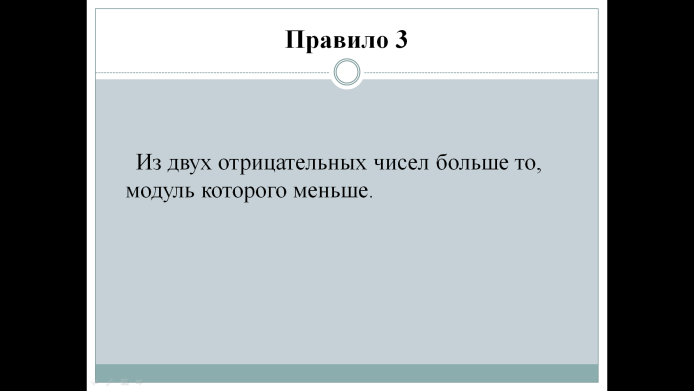 Правило 3
Из двух отрицательных чисел больше то,
модуль которого меньше.